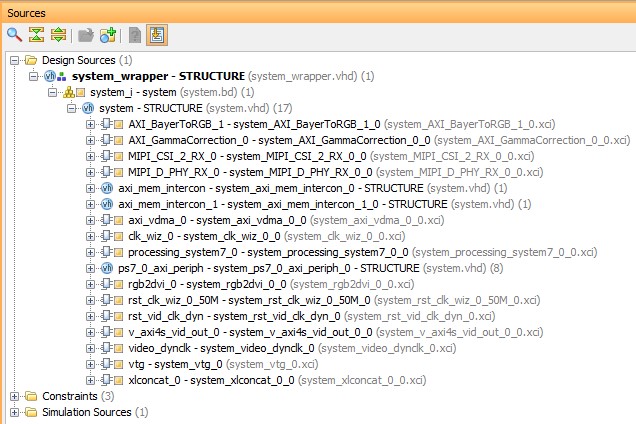 Sources
Design Sources (1)
system_wrapper - STRUCTURE (system_wrapper.vhd) (1)
system_i - system (system.bd) (1)
system - STRUCTURE (system.vhd) (17)
AXI_BayerToRGB_1 - system_AXI_BayerToRGB_1_0 (system_AXI_BayerToRGB_1_0.xci)
AXI_GammaCorrection_0 - system_AXI_GammaCorrection_0_0 (system_AXI_GammaCorrection_0_0.xci)
MIPI_CSI_2_RX_0 - system_MIPI_CSI_2_RX_0_0 (system_MIPI_CSI_2_RX_0_0.xci)
MIPI_D_PHY_RX_0 - system_MIPI_D_PHY_RX_0_0 (system_MIPI_D_PHY_RX_0_0.xci)
axi_mem_intercon - system_axi_mem_intercon_0 - STRUCTURE (system.vhd) (1)
axi_mem_intercon_1 - system_axi_mem_intercon_1_0 - STRUCTURE (system.vhd) (1)
axi_vdma_0 - system_axi_vdma_0_0 (system_axi_vdma_0_0.xci)
clk_wiz_0 - system_clk_wiz_0_0 (system_clk_wiz_0_0.xci)
processing_system7_0 - system_processing_system7_0_0 (system_processing_system7_0_0.xci)
ps7_0_axi_periph - system_ps7_0_axi_periph_0 - STRUCTURE (system.vhd) (8)
rgb2dvi_0 - system_rgb2dvi_0_0 (system_rgb2dvi_0_0.xci)
rst_clk_wiz_0_50M - system_rst_clk_wiz_0_50M_0 (system_rst_clk_wiz_0_50M_0.xci)
rst_vid_clk_dyn - system_rst_vid_clk_dyn_0 (system_rst_vid_clk_dyn_0.xci)
v_axi4s_vid_out_0 - system_v_axi4s_vid_out_0_0 (system_v_axi4s_vid_out_0_0.xci)
video_dynclk - system_video_dynclk_0 (system_video_dynclk_0.xci)
vtg - system_vtg_0 (system_vtg_0.xci)
xlconcat_0 - system_xlconcat_0_0 (system_xlconcat_0_0.xci)
Constraints (3)
Simulation Sources (1)